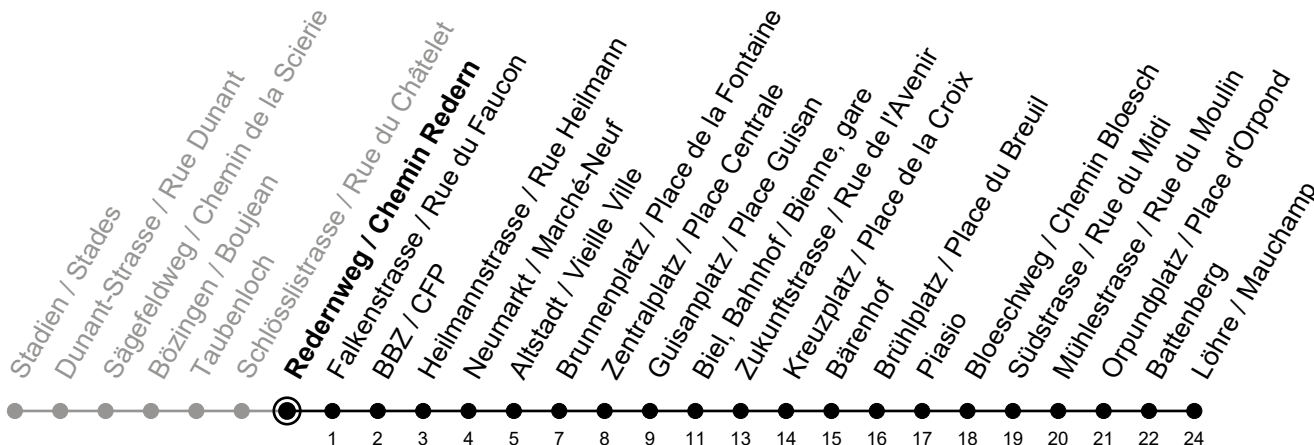 Stadien / Stades
Dunant-Strasse / Rue Dunant
Sägefeldweg / Chemin de la Scierie
Bözingen / Boujean
Taubenloch
Schlösslistrasse / Rue du Châtelet
Redernweg / Chemin Redern
Falkenstrasse / Rue du Faucon
BBZ / CFP
Heilmannstrasse / Rue Heilmann
Neumarkt / Marché-Neuf
Altstadt / Vieille Ville
Brunnenplatz / Place de la Fontaine
Zentralplatz / Place Centrale
Guisanplatz / Place Guisan
Biel, Bahnhof / Bienne, gare
Zukunftstrasse / Rue de l'Avenir
Kreuzplatz / Place de la Croix
Bärenhof
Brühlplatz / Place du Breuil
Piasio
Bloeschweg / Chemin Bloesch
Südstrasse / Rue du Midi
Mühlestrasse / Rue du Moulin
Orpundplatz / Place d'Orpond
Battenberg
Löhre / Mauchamp
1 2 3 4 5 7 8 9 11 13 14 15 16 17 18 19 20 21 22 24